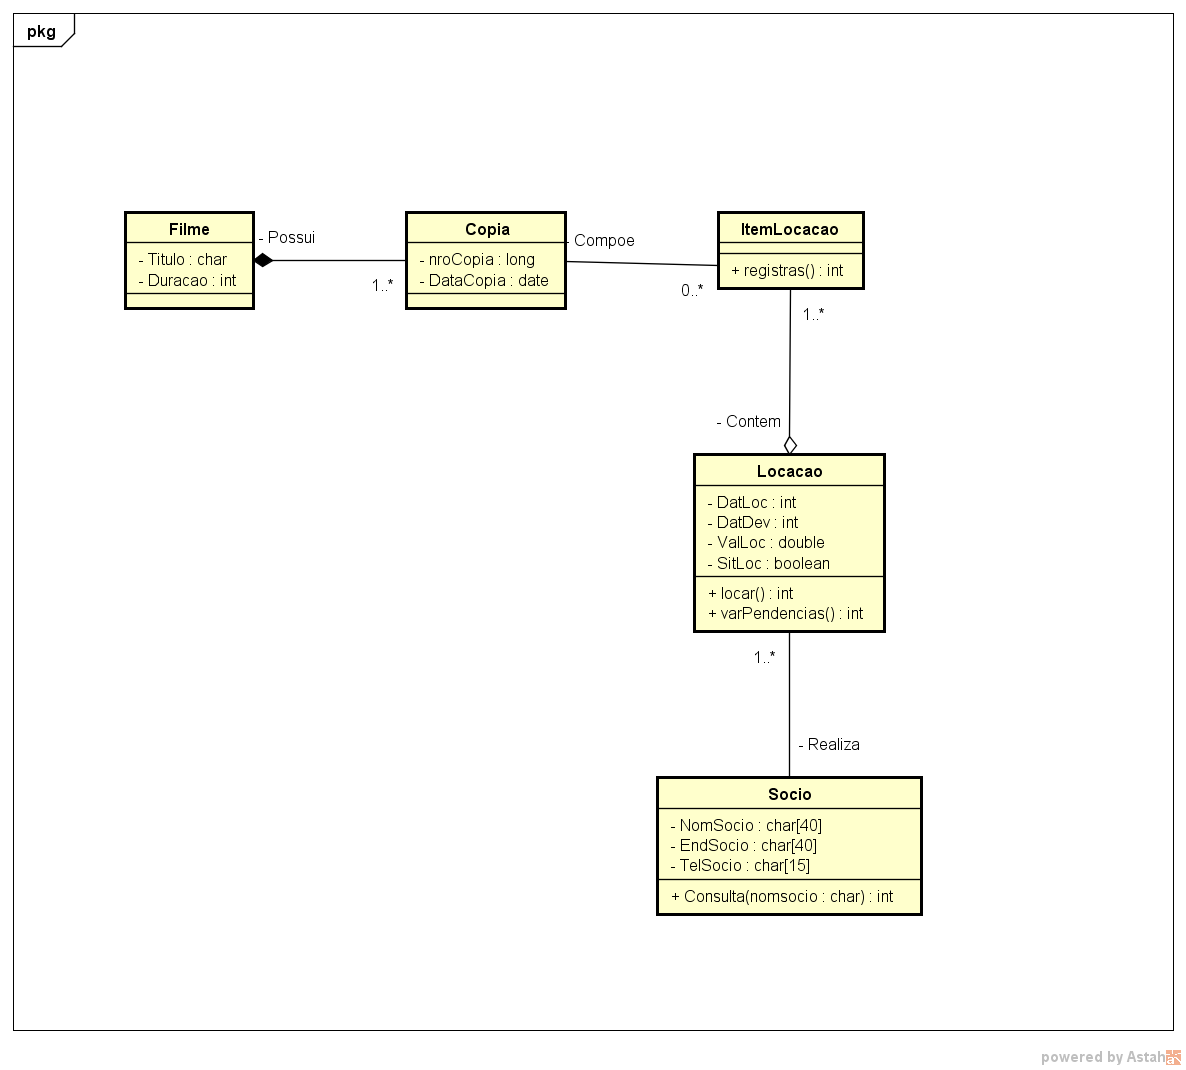 pkg
Filme
- Titulo : char
- Duracao : int
- Possui
1..*
Copia
- nroCopia : long
- DataCopia : date
- Compoe
0..*
ItemLocacao
+ registras() : int
1..*
- Contem
Locacao
- DatLoc : int
- DatDev : int
- ValLoc : double
- SitLoc : boolean
+ locar() : int
+ varPendencias() : int
1..*
- Realiza
Socio
- NomSocio : char[40]
- EndSocio : char[40]
- TelSocio : char[15]
+ Consulta(nomsocio : char) : int
powered by Astah